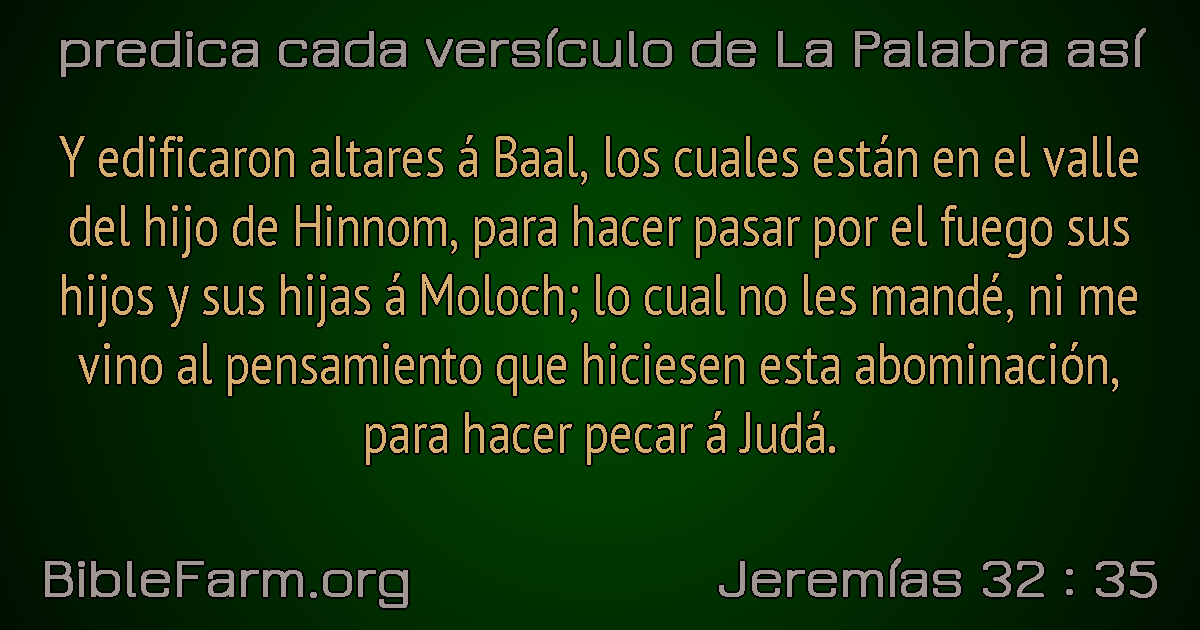 predica cada versículo de La Palabra así
Y edificaron altares á Baal, los cuales están en el valle
del hijo de Hinnom, para hacer pasar por el fuego sus
hijos y sus hijas á Moloch; lo cual no les mandé, ni me
vino al pensamiento que hiciesen esta abominación,
para hacer pecar á Judá.
BibleFarm.org
Jeremías 32 : 35